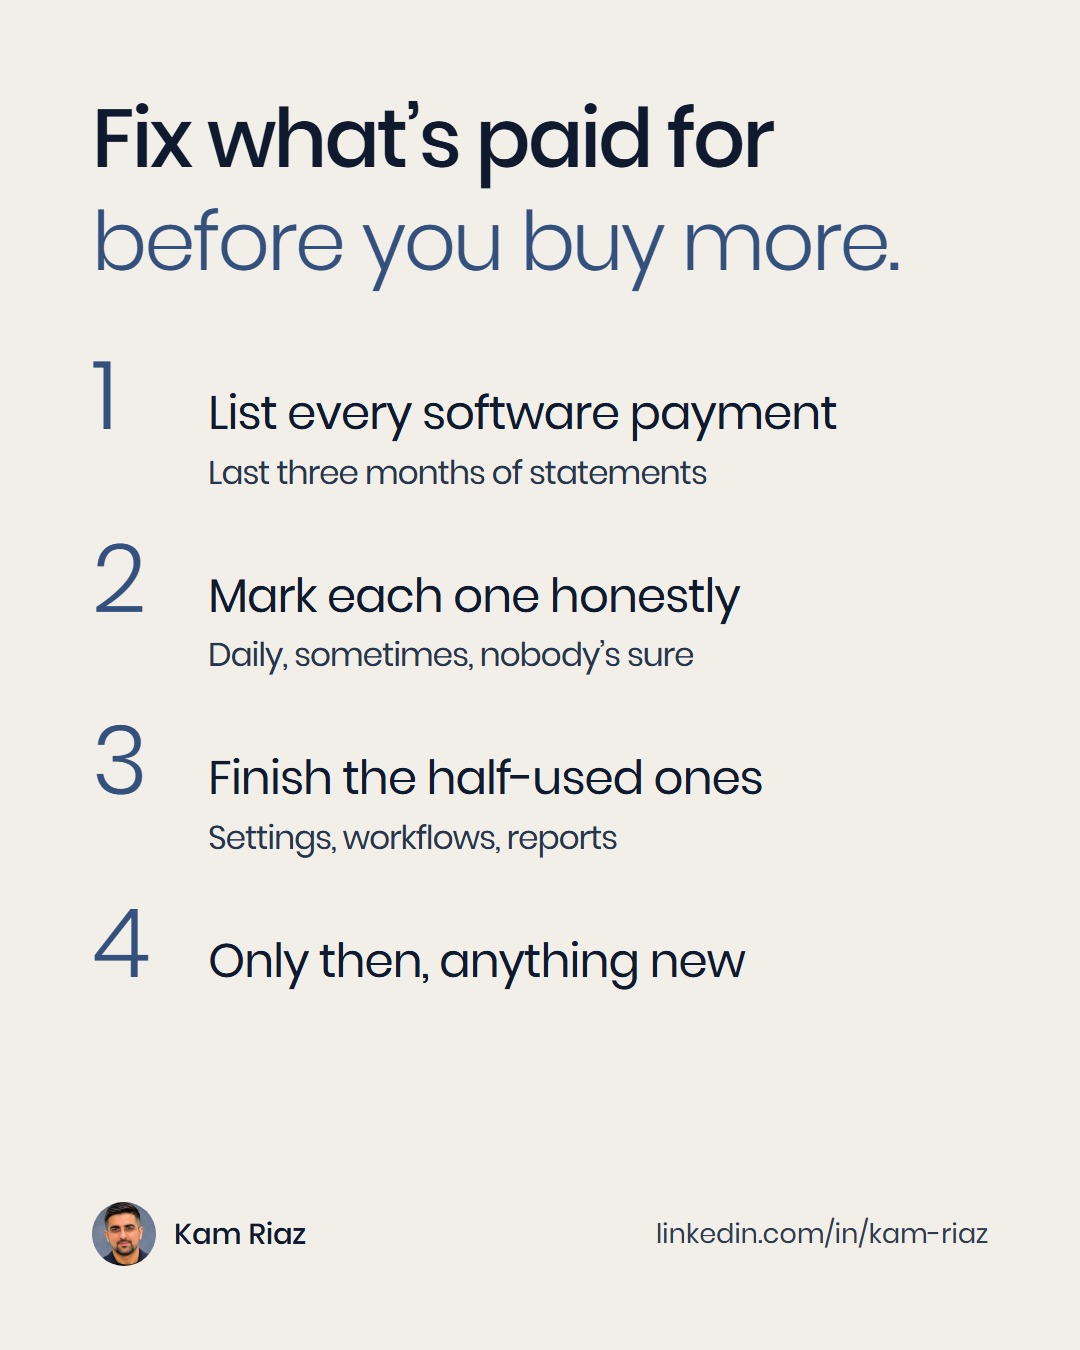 Fix what’s paid for
before you buy more.
1
List every software payment
Last three months of statements
2
Mark each one honestly
Daily, sometimes, nobody’s sure
3
Finish the half-used ones
Settings, workflows, reports
4
Only then, anything new
Kam Riaz
linkedin.com/in/kam-riaz